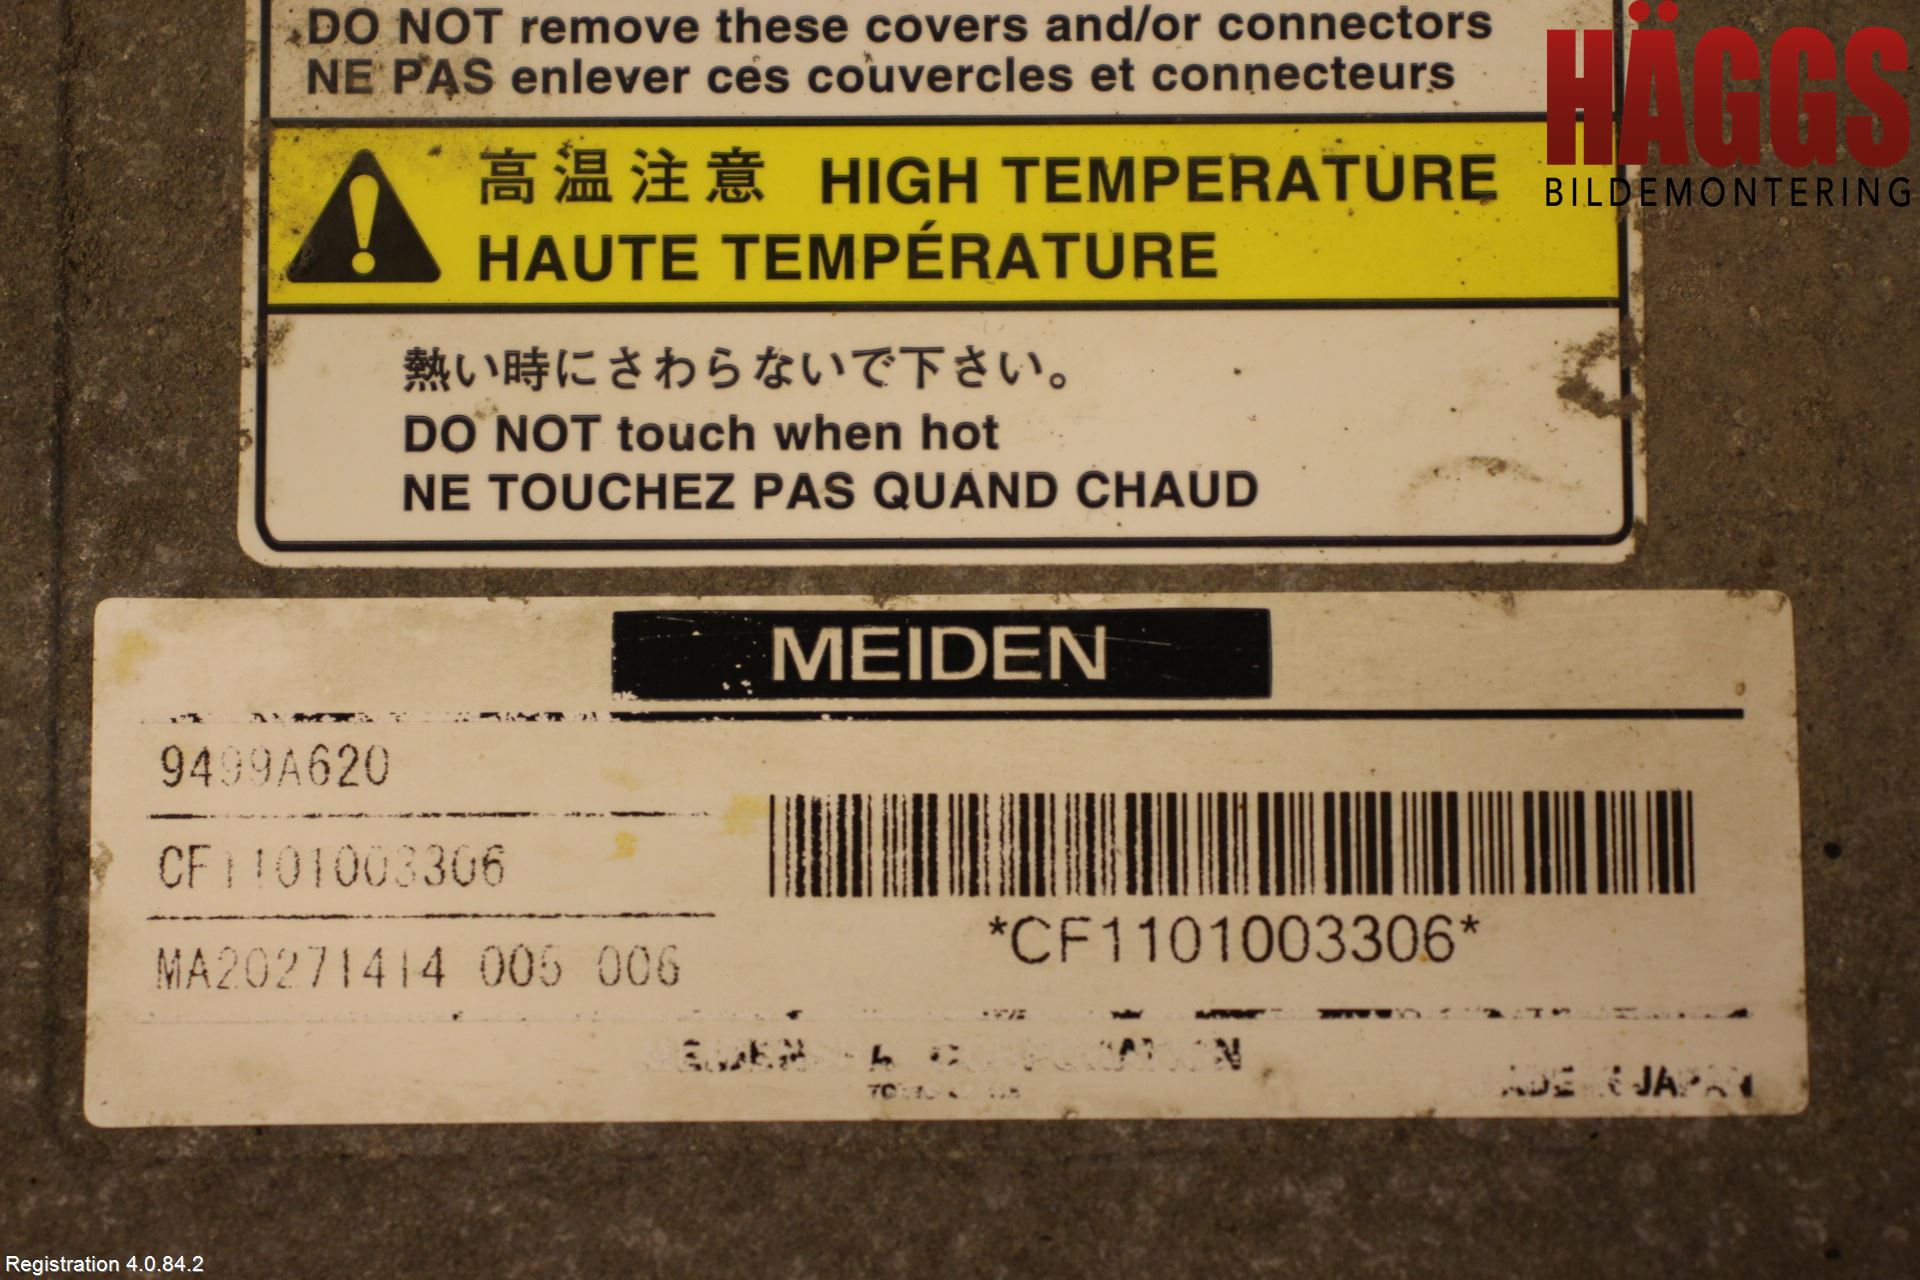 DO NOT remove these covers and/or connectors
NE PAS enlever ces couvercles et connecteurs
HÄGGS
BILDEMONTERING
高温注意 HIGH TEMPERATURE
HAUTE TEMPÉRATURE
熱い時にさわらないで下さい。
DO NOT touch when hot
NE TOUCHEZ PAS QUAND CHAUD
MEIDEN
9499A620
CF1101003306
MA20271414 005 006
*CF1101003306*
MADE IN JAPAN
Registration 4.0.84.2